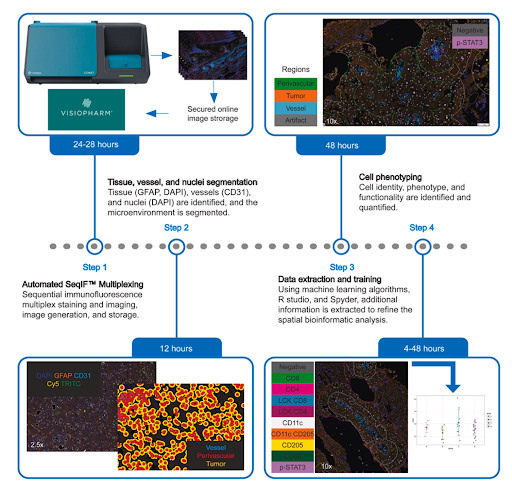 VISIOPHARM®
Secured online
image storage
24-28 hours
Regions
Perivascular
Tumor
Vessel
Artifact
Negative
p-STAT3
10x
48 hours
Tissue, vessel, and nuclei segmentation
Tissue (GFAP, DAPI), vessels (CD31),
and nuclei (DAPI) are identified, and the
microenvironment is segmented.
Step 2
Cell phenotyping
Cell identity, phenotype, and
functionality are identified and
quantified.
Step 4
Step 1
Automated SeqIF™ Multiplexing
Sequential immunofluorescence
multiplex staining and imaging,
image generation, and storage.
Step 3
Data extraction and training
Using machine learning algorithms,
R studio, and Spyder, additional
information is extracted to refine the
spatial bioinformatic analysis.
12 hours
DAPI GFAP CD31
Cy5 TRITC
2.5x
Vessel
Perivascular
Tumor
4-48 hours
Negative
CD8
CD4
LCK CD8
LCK CD4
CD11c
CD11c CD205
CD205
p-STAT3
10x